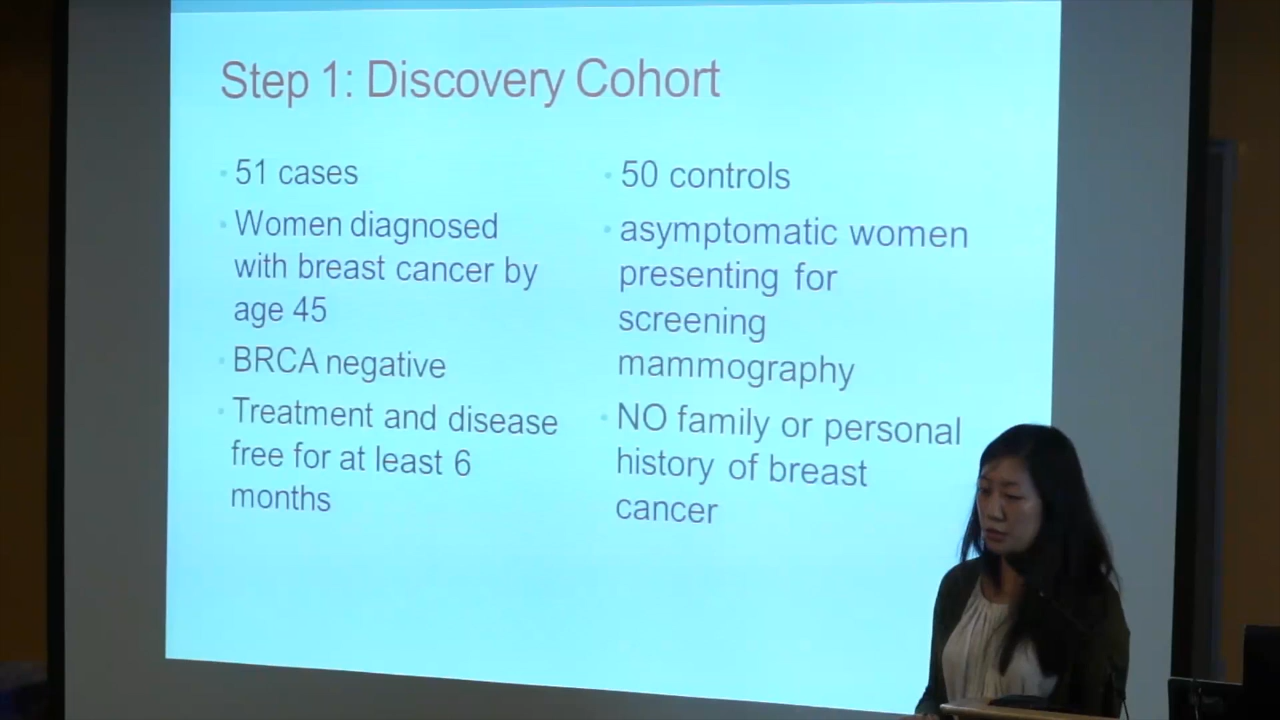 Step 1: Discovery Cohort
51 cases
Women diagnosed
with breast cancer by
age 45
BRCA negative
Treatment and disease
free for at least 6
months
50 controls
asymptomatic women
presenting for
screening
mammography
NO family or personal
history of breast
cancer